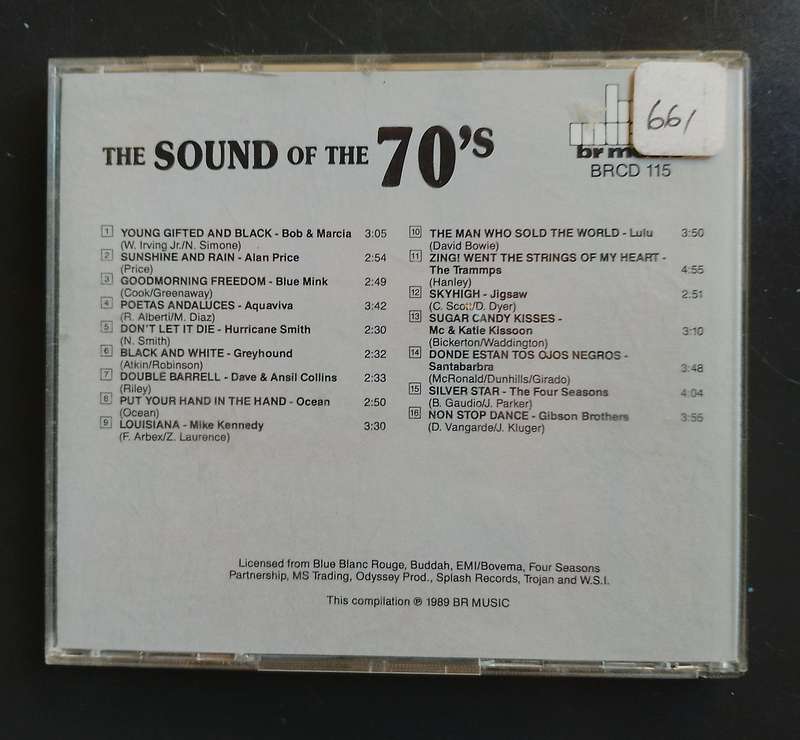 THE SOUND OF THE 70'S
661
br
BRCD 115
1 YOUNG GIFTED AND BLACK - Bob & Marcia 3:05
(W. Irving Jr./N. Simone)
2 SUNSHINE AND RAIN - Alan Price 2:54
(Price)
3 GOODMORNING FREEDOM - Blue Mink 2:49
(Cook/Greenaway)
4 POETAS ANDALUCES - Aquaviva 3:42
(R. Alberti/M. Diaz)
5 DON'T LET IT DIE - Hurricane Smith 2:30
(N. Smith)
6 BLACK AND WHITE - Greyhound 2:32
(Atkin/Robinson)
7 DOUBLE BARRELL - Dave & Ansil Collins 2:33
(Riley)
8 PUT YOUR HAND IN THE HAND - Ocean 2:50
(Ocean)
9 LOUISIANA - Mike Kennedy 3:30
(F. Arbex/Z. Laurence)
10 THE MAN WHO SOLD THE WORLD - Lulu 3:50
(David Bowie)
11 ZING! WENT THE STRINGS OF MY HEART -
The Trammps 4:55
(Hanley)
12 SKYHIGH - Jigsaw 2:51
(C. Scott/D. Dyer)
13 SUGAR CANDY KISSES -
Mc & Katie Kissoon 3:10
(Bickerton/Waddington)
14 DONDE ESTAN TOS OJOS NEGROS -
Santabarbra 3:48
(McRonald/Dunhills/Girado)
15 SILVER STAR - The Four Seasons 4:04
(B. Gaudio/J. Parker)
16 NON STOP DANCE - Gibson Brothers 3:55
(D. Vangarde/J. Kluger)
Licensed from Blue Blanc Rouge, Buddah, EMI/Bovema, Four Seasons
Partnership, MS Trading, Odyssey Prod., Splash Records, Trojan and W.S.I.
This compilation ℗ 1989 BR MUSIC